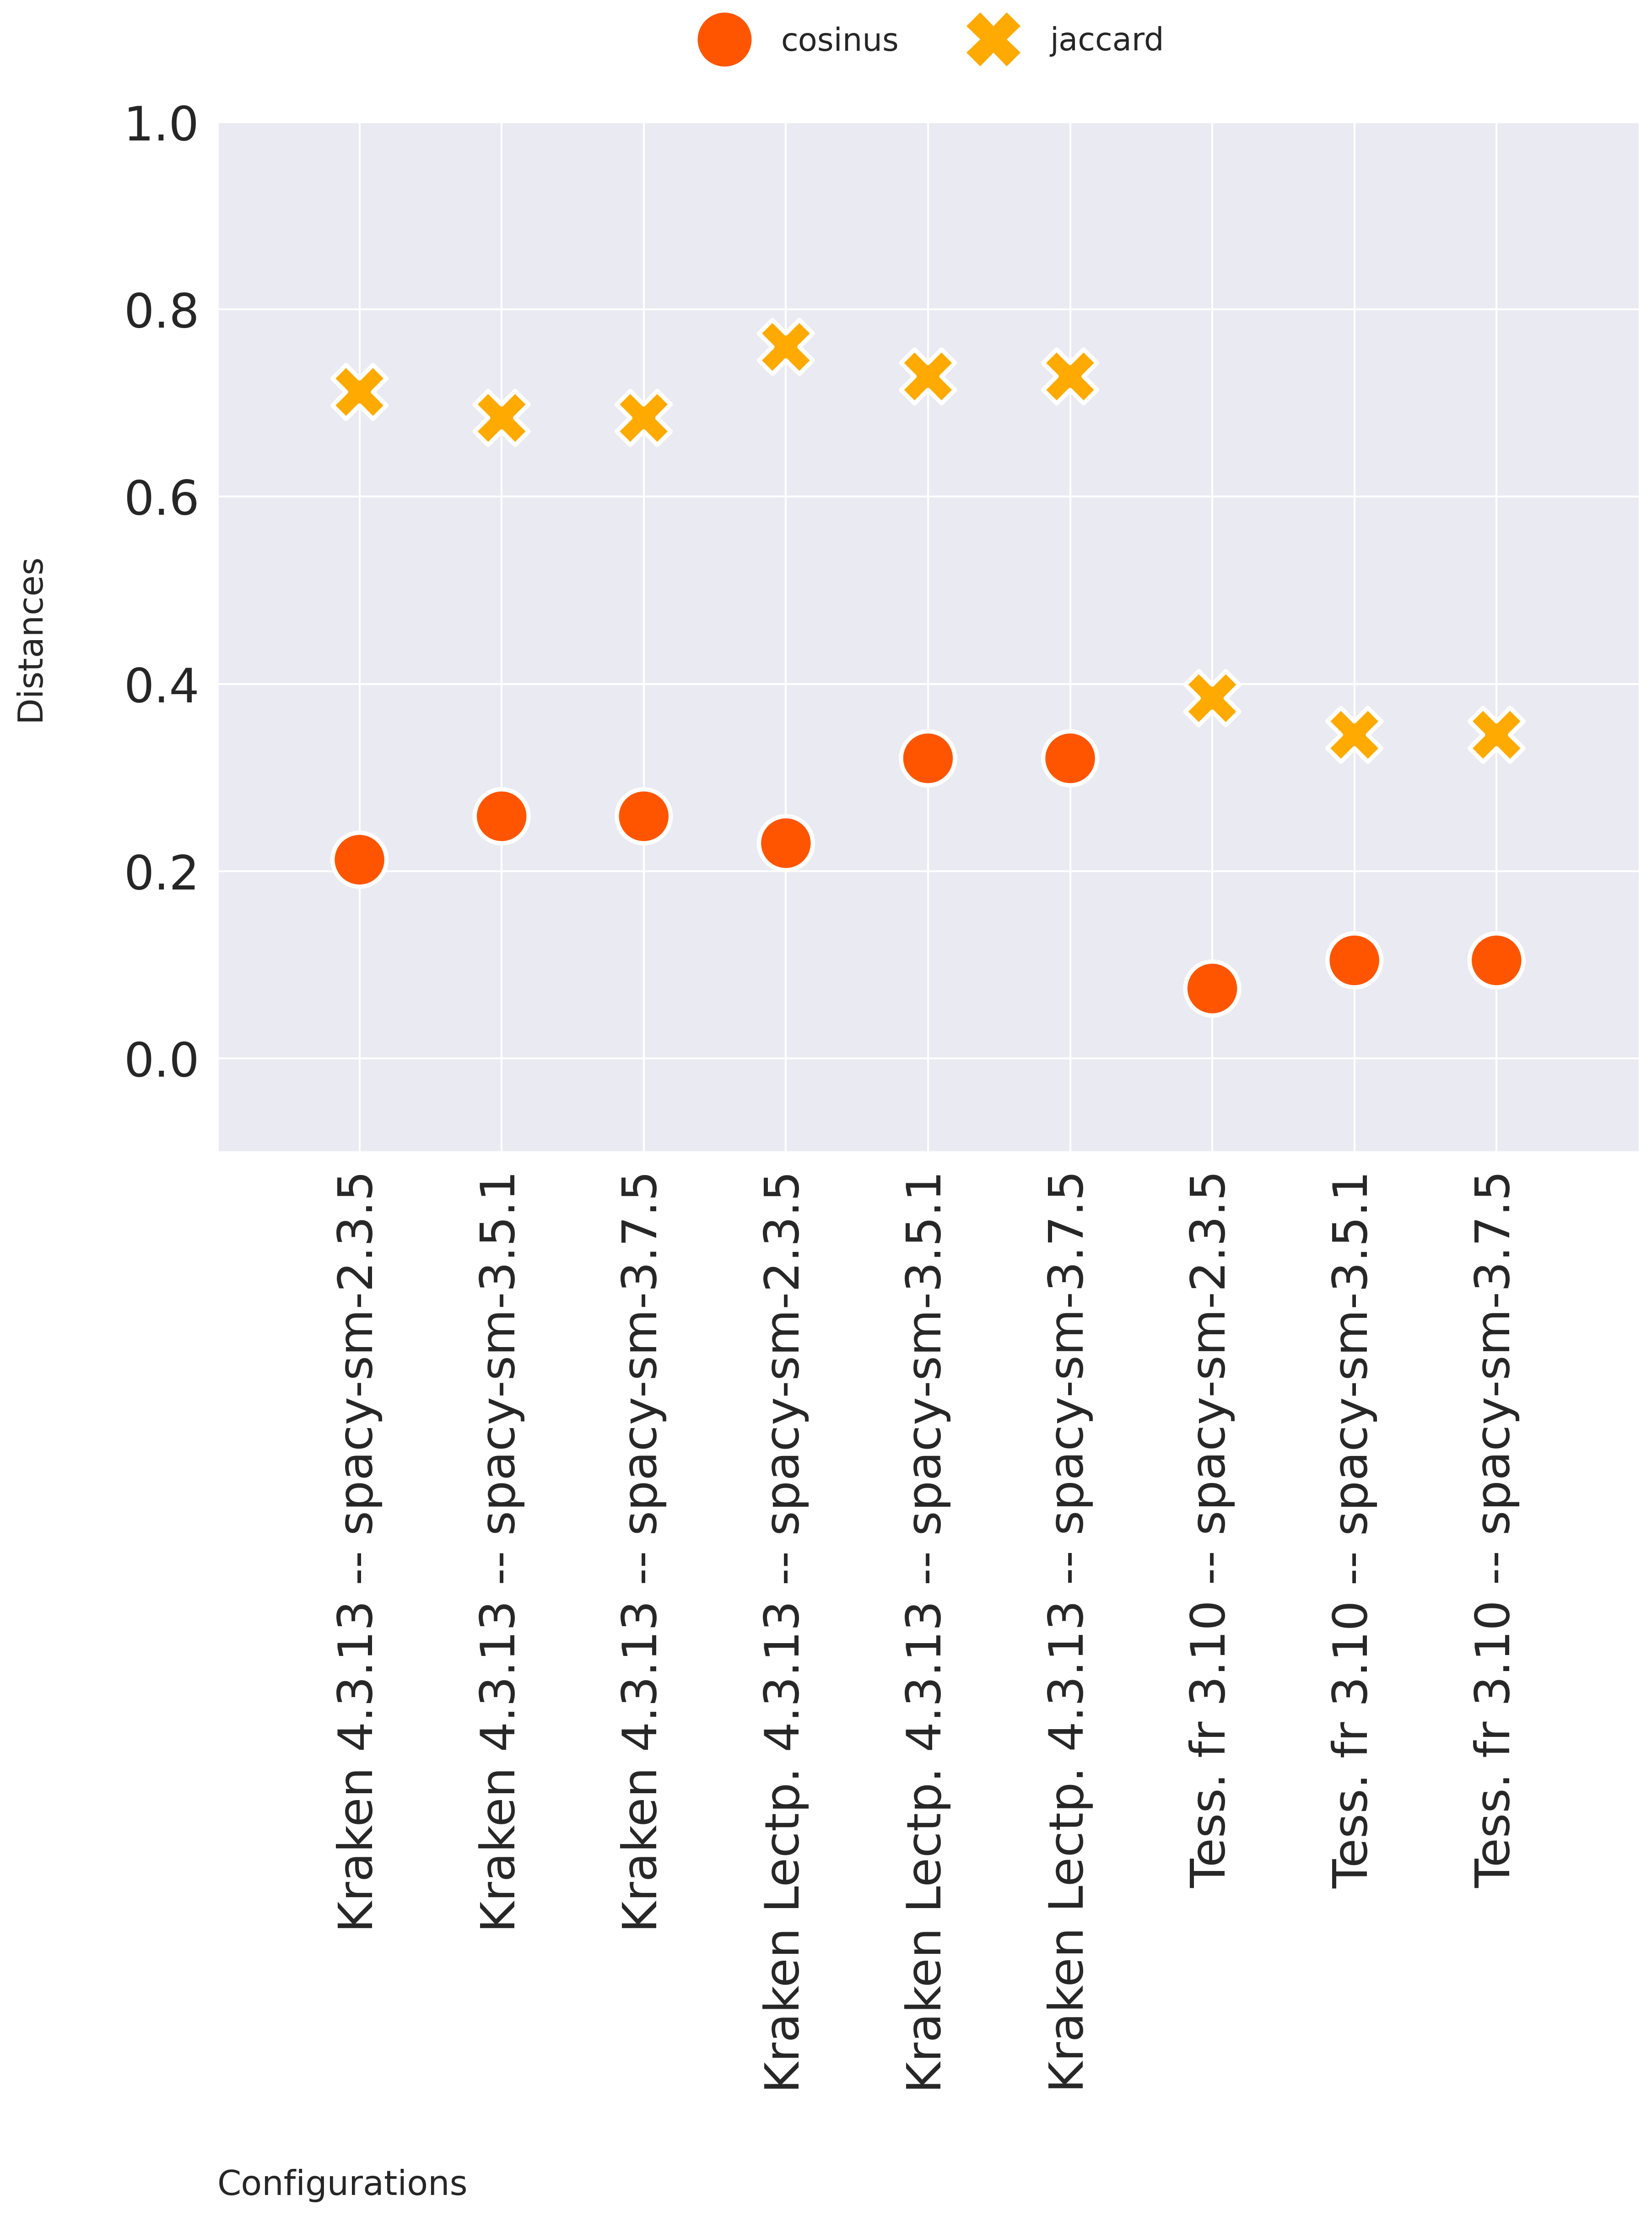 cosinus jaccard
1.0
0.8
0.6
0.4
0.2
0.0
Distances
Kraken 4.3.13 -- spacy-sm-2.3.5
Kraken 4.3.13 -- spacy-sm-3.5.1
Kraken 4.3.13 -- spacy-sm-3.7.5
Kraken Lectp. 4.3.13 -- spacy-sm-2.3.5
Kraken Lectp. 4.3.13 -- spacy-sm-3.5.1
Kraken Lectp. 4.3.13 -- spacy-sm-3.7.5
Tess. fr 3.10 -- spacy-sm-2.3.5
Tess. fr 3.10 -- spacy-sm-3.5.1
Tess. fr 3.10 -- spacy-sm-3.7.5
Configurations